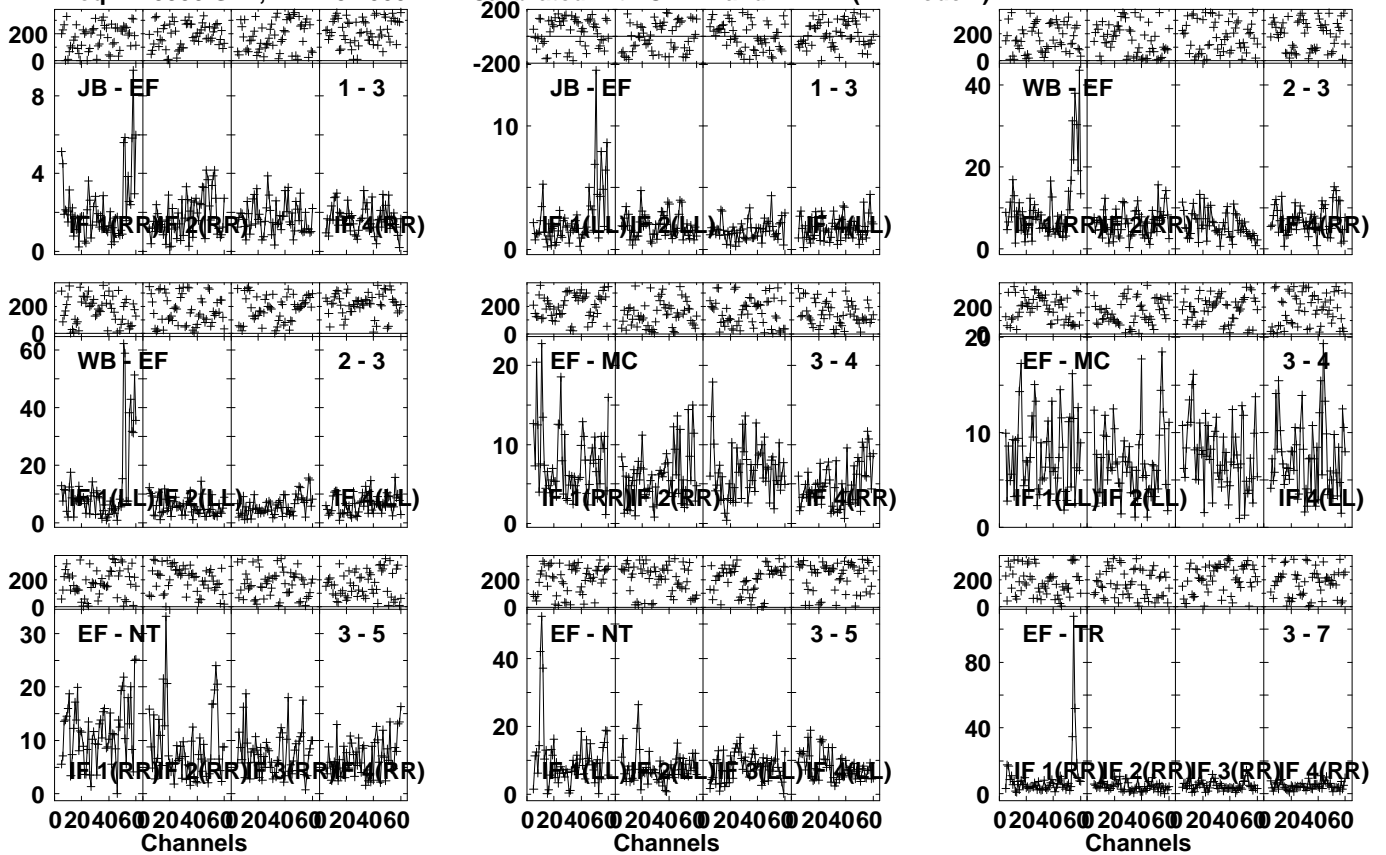 200
0
8
4
0
JB - EF
1 - 3
IF 1(RR)
IF 2(RR)
IF 4(RR)
200
-200
10
0
JB - EF
1 - 3
IF 1(LL)
IF 2(LL)
IF 4(LL)
200
0
40
20
0
WB - EF
2 - 3
IF 1(RR)
IF 2(RR)
IF 4(RR)
200
0
60
40
20
0
WB - EF
2 - 3
IF 1(LL)
IF 2(LL)
IF 4(LL)
200
0
20
10
0
EF - MC
3 - 4
IF 1(RR)
IF 2(RR)
IF 4(RR)
200
0
20
10
0
EF - MC
3 - 4
IF 1(LL)
IF 2(LL)
IF 4(LL)
200
0
30
20
10
0
EF - NT
3 - 5
IF 1(RR)
IF 2(RR)
IF 3(RR)
IF 4(RR)
0 20 40 60 0 20 40 60 0 20 40 60 0 20 40 60
Channels
200
0
40
20
0
EF - NT
3 - 5
IF 1(LL)
IF 2(LL)
IF 3(LL)
IF 4(LL)
0 20 40 60 0 20 40 60 0 20 40 60 0 20 40 60
Channels
200
0
80
40
0
EF - TR
3 - 7
IF 1(RR)
IF 2(RR)
IF 3(RR)
IF 4(RR)
0 20 40 60 0 20 40 60 0 20 40 60 0 20 40 60
Channels